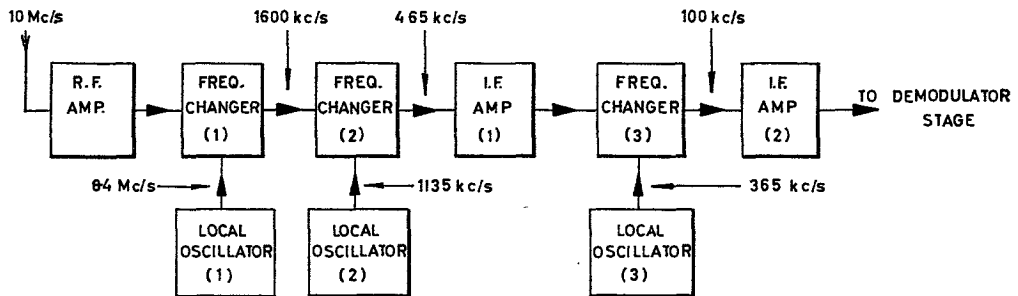 10 Mc/s
1600 kc/s
465 kc/s
100 kc/s
R.F.
AMP.
FREQ.
CHANGER
(1)
FREQ.
CHANGER
(2)
I.F.
AMP
(1)
FREQ.
CHANGER
(3)
I.F.
AMP
(2)
TO DEMODULATOR
STAGE
8·4 Mc/s
1135 kc/s
365 kc/s
LOCAL
OSCILLATOR
(1)
LOCAL
OSCILLATOR
(2)
LOCAL
OSCILLATOR
(3)